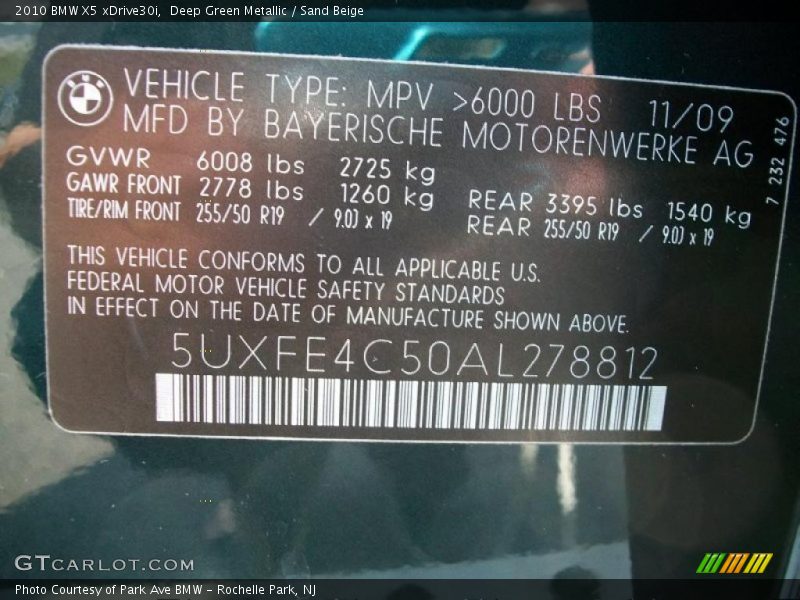 2010 BMW X5 xDrive30i, Deep Green Metallic / Sand Beige
VEHICLE TYPE: MPV >6000 LBS 11/09
MFD BY BAYERISCHE MOTORENWERKE AG
GVWR 6008 lbs 2725 kg
GAWR FRONT 2778 lbs 1260 kg REAR 3395 lbs 1540 kg
TIRE/RIM FRONT 255/50 R19 / 9.0J x 19 REAR 255/50 R19 / 9.0J x 19
7 232 476
THIS VEHICLE CONFORMS TO ALL APPLICABLE U.S.
FEDERAL MOTOR VEHICLE SAFETY STANDARDS
IN EFFECT ON THE DATE OF MANUFACTURE SHOWN ABOVE.
5UXFE4C50AL278812
GTCARLOT.COM
Photo Courtesy of Park Ave BMW - Rochelle Park, NJ